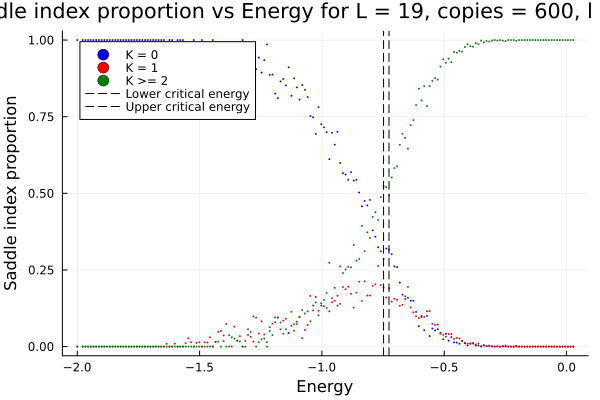 dle index proportion vs Energy for L = 19, copies = 600,
1.00
0.75
0.50
0.25
0.00
Saddle index proportion
K = 0
K = 1
K >= 2
Lower critical energy
Upper critical energy
−2.0 −1.5 −1.0 −0.5 0.0
Energy